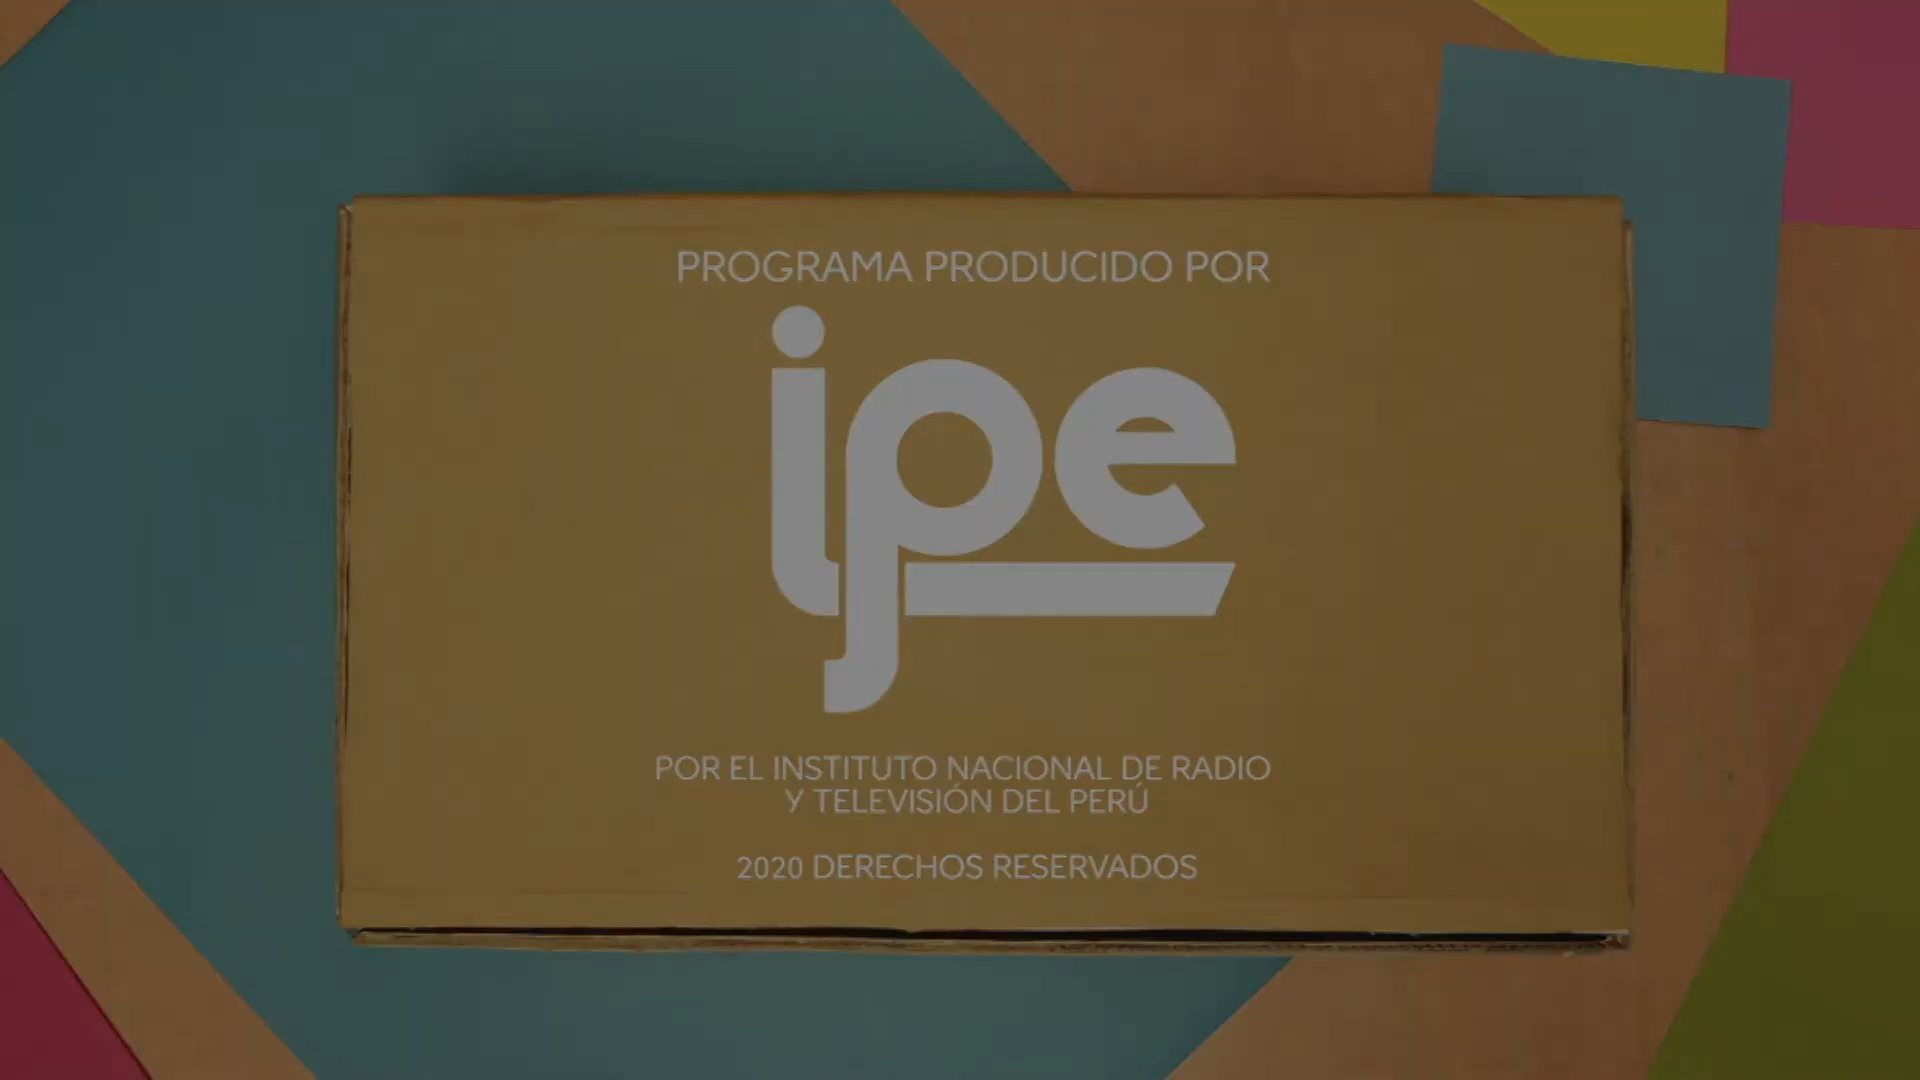 PROGRAMA PRODUCIDO POR
ipe
POR EL INSTITUTO NACIONAL DE RADIO
Y TELEVISIÓN DEL PERÚ
2020 DERECHOS RESERVADOS